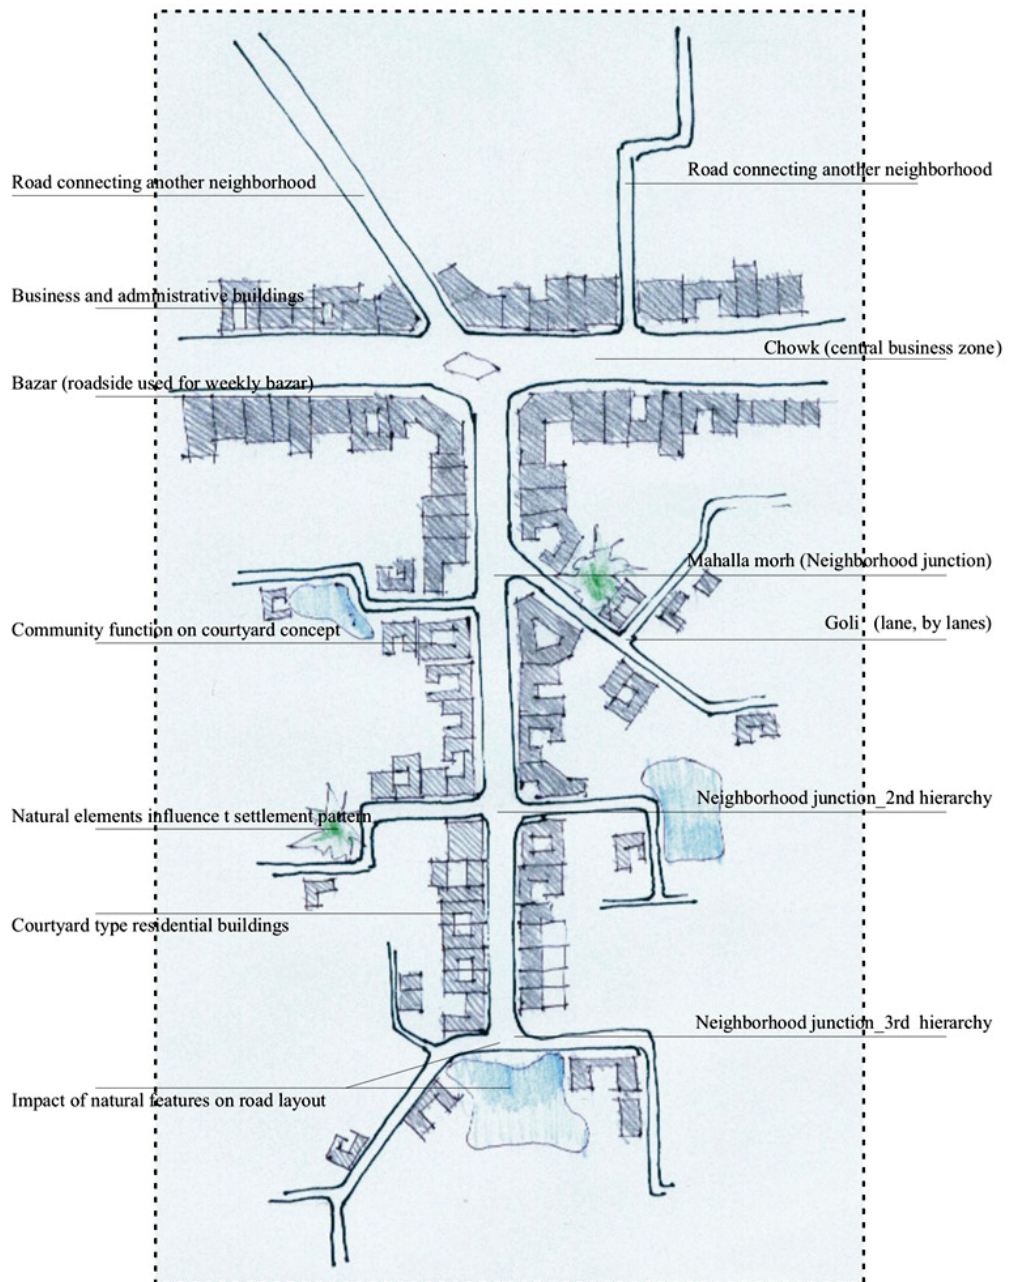 Road connecting another neighborhood
Road connecting another neighborhood
Business and administrative buildings
Chowk (central business zone)
Bazar (roadside used for weekly bazar)
Mahalla morh (Neighborhood junction)
Goli (lane, by lanes)
Community function on courtyard concept
Neighborhood junction_2nd hierarchy
Natural elements influence t settlement pattern
Courtyard type residential buildings
Neighborhood junction_3rd hierarchy
Impact of natural features on road layout